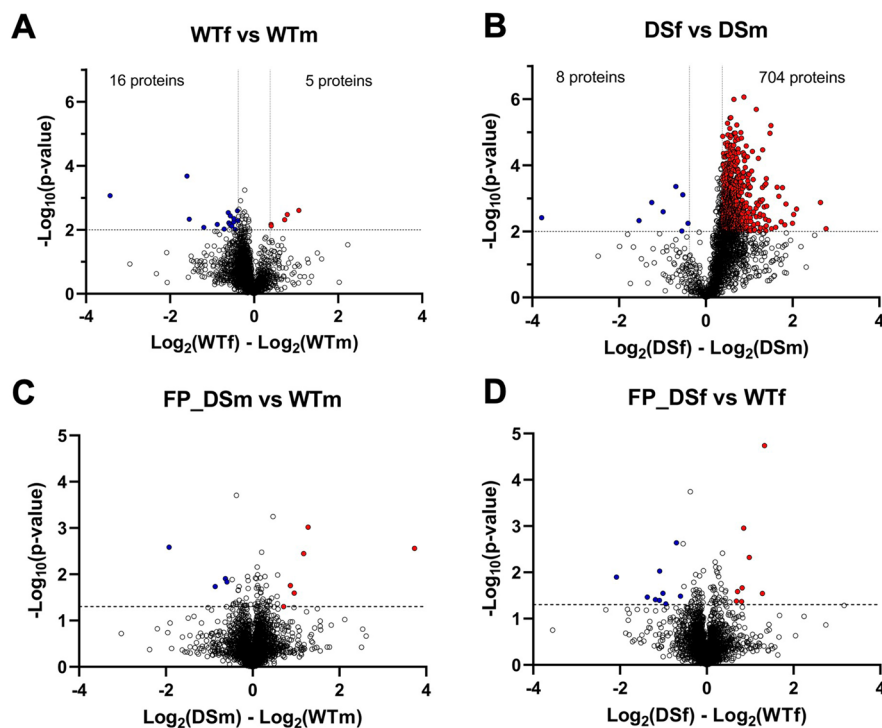 A
WTf vs WTm
16 proteins
5 proteins
6
4
2
0
-Log10(p-value)
-4
-2
0
2
4
Log2(WTf) - Log2(WTm)
B
DSf vs DSm
8 proteins
704 proteins
6
4
2
0
-Log10(p-value)
-4
-2
0
2
4
Log2(DSf) - Log2(DSm)
C
FP_DSm vs WTm
5
4
3
2
1
0
-Log10(p-value)
-4
-2
0
2
4
Log2(DSm) - Log2(WTm)
D
FP_DSf vs WTf
5
4
3
2
1
0
-Log10(p-value)
-4
-2
0
2
4
Log2(DSf) - Log2(WTf)